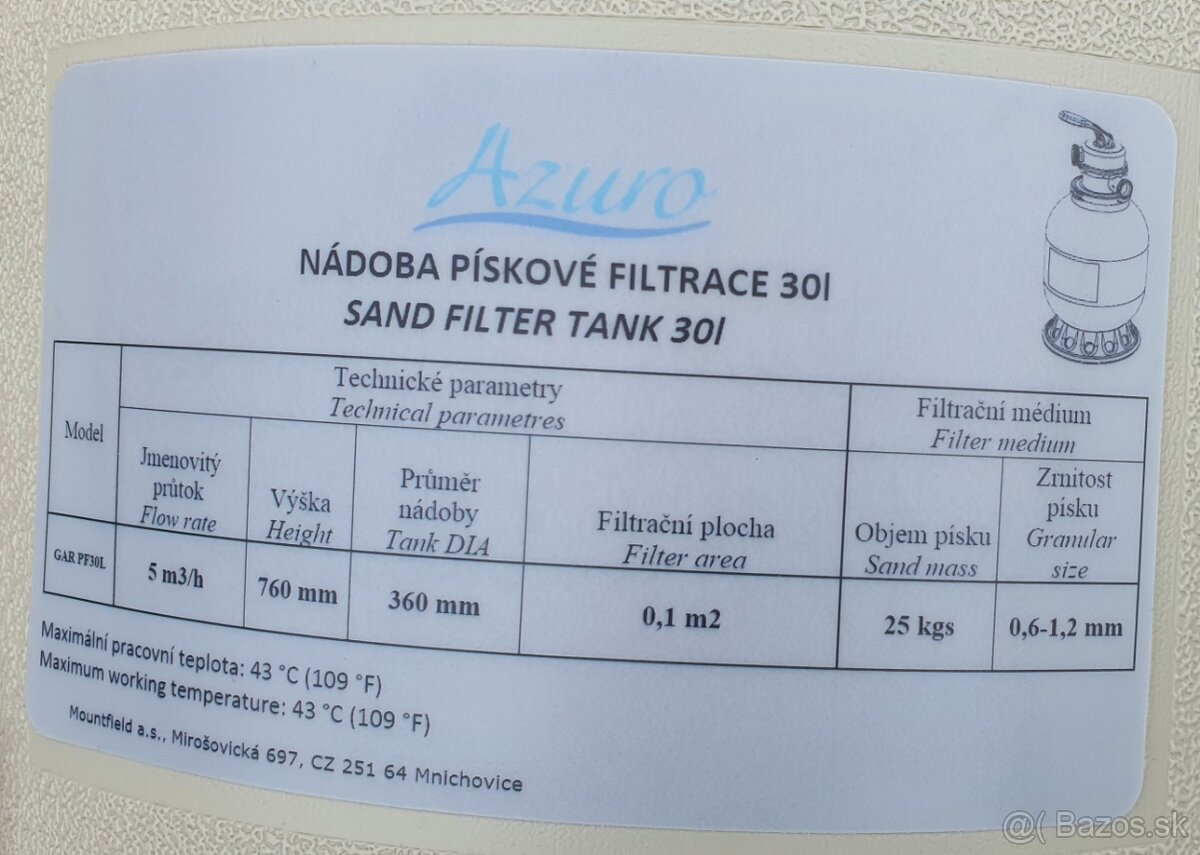 Azuro
NÁDOBA PÍSKOVÉ FILTRACE 30l
SAND FILTER TANK 30l
Model
Technické parametry
Technical parametres
Filtrační médium
Filter medium
Jmenovitý
průtok
Flow rate
Výška
Height
Průměr
nádoby
Tank DIA
Filtrační plocha
Filter area
Objem písku
Sand mass
Zrnitost
písku
Granular
size
GAR PF30L
5 m3/h
760 mm
360 mm
0,1 m2
25 kgs
0,6-1,2 mm
Maximální pracovní teplota: 43 °C (109 °F)
Maximum working temperature: 43 °C (109 °F)
Mountfield a.s., Mirošovická 697, CZ 251 64 Mnichovice
@( Bazos.sk